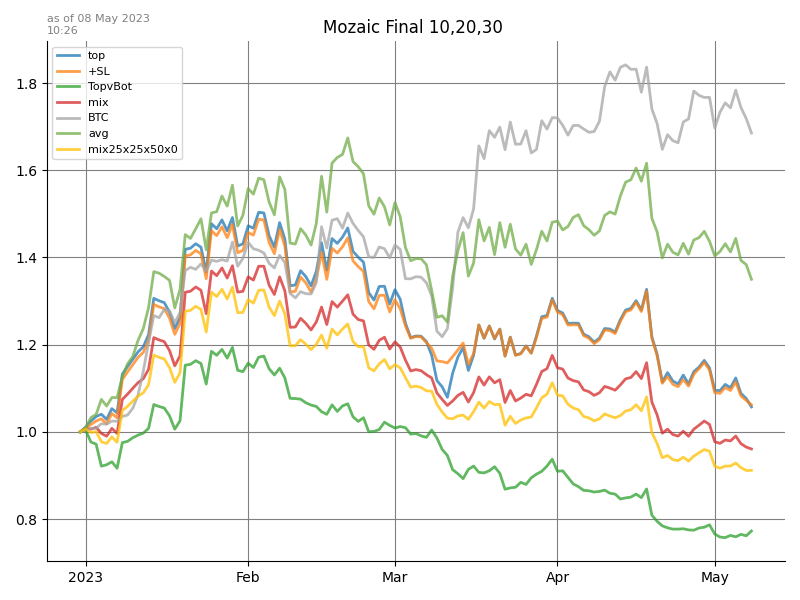 as of 08 May 2023
10:26
Mozaic Final 10,20,30
top
+SL
TopvBot
mix
BTC
avg
mix25x25x50x0
1.8
1.6
1.4
1.2
1.0
0.8
2023
Feb
Mar
Apr
May